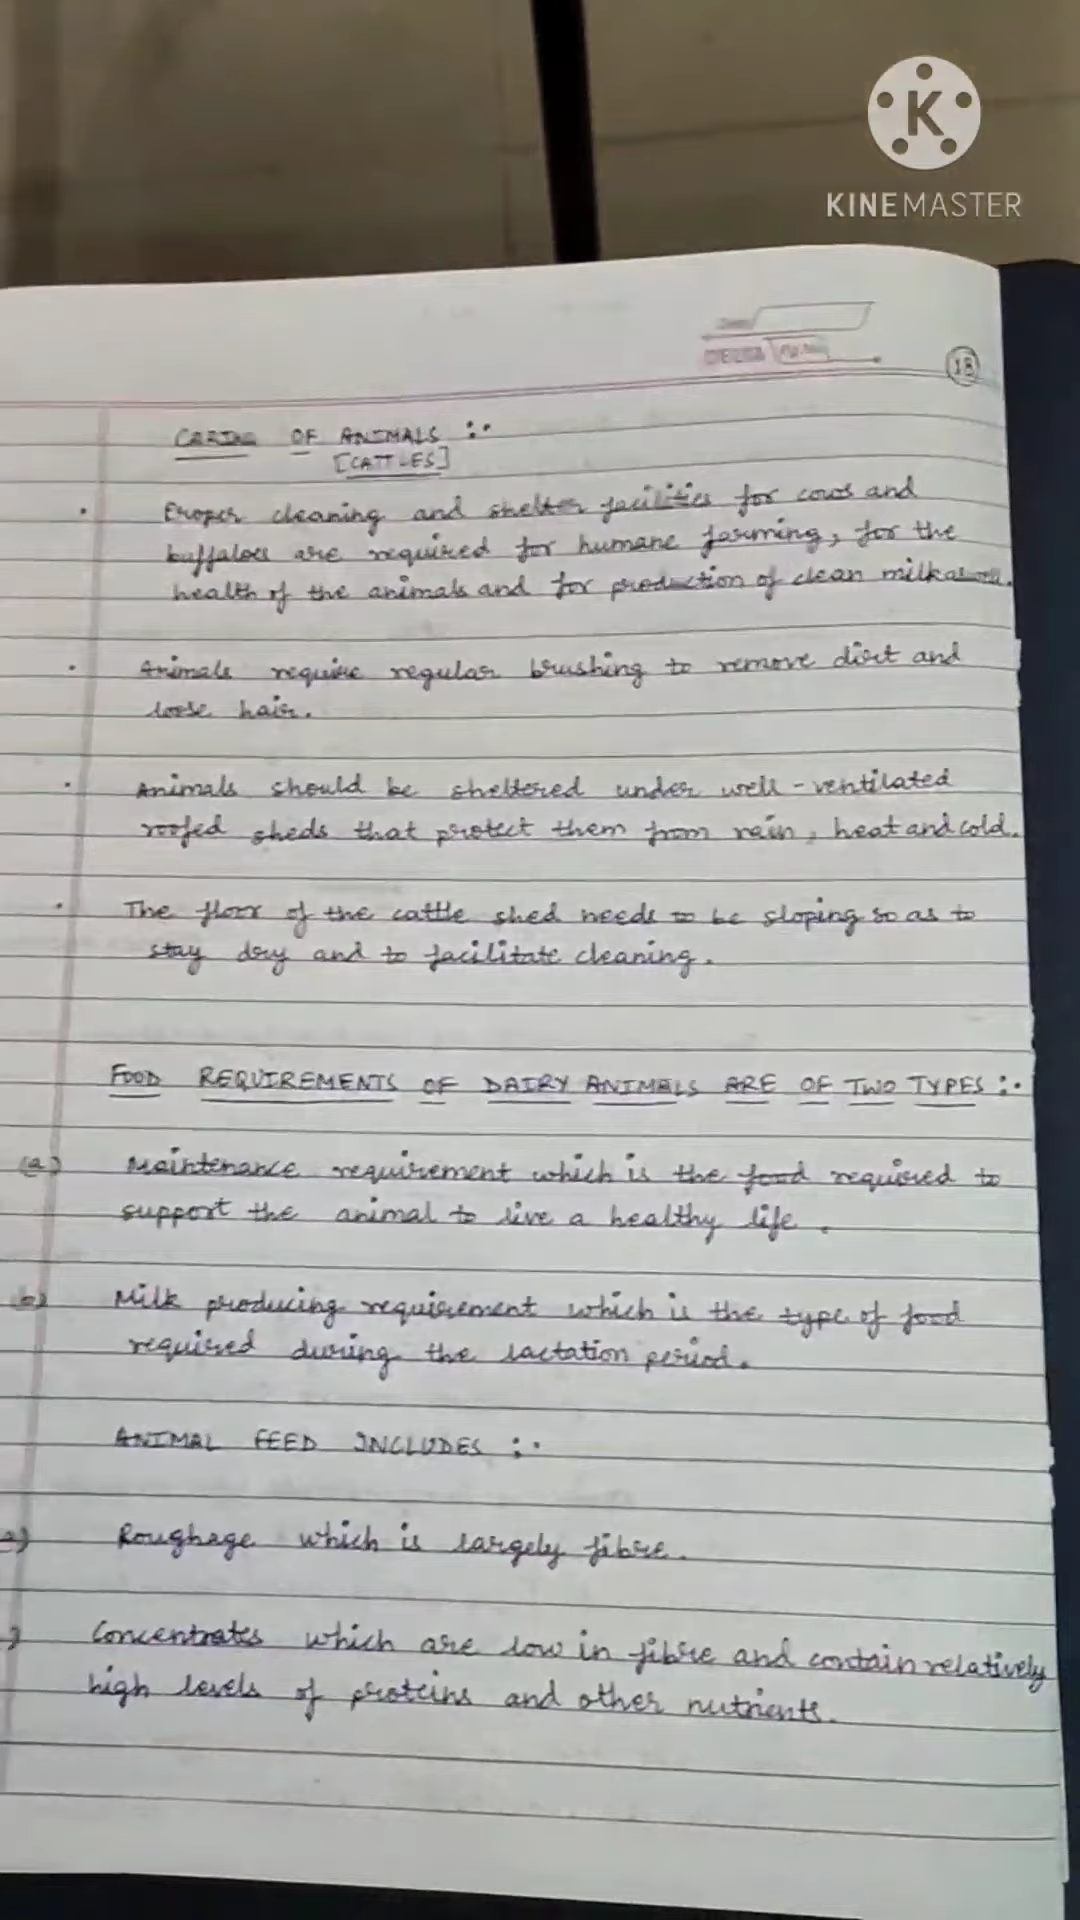 KINEMASTER
18
CARING OF ANIMALS :-
[CATTLES]
• Proper cleaning and shelter facilities for cows and
buffaloes are required for humane farming, for the
health of the animals and for production of clean milk as well.
• Animals require regular brushing to remove dirt and
loose hair.
• Animals should be sheltered under well-ventilated
roofed sheds that protect them from rain, heat and cold.
• The floor of the cattle shed needs to be sloping so as to
stay dry and to facilitate cleaning.
FOOD REQUIREMENTS OF DAIRY ANIMALS ARE OF TWO TYPES :-
(a) Maintenance requirement which is the food required to
support the animal to live a healthy life.
(b) Milk producing requirement which is the type of food
required during the lactation period.
ANIMAL FEED INCLUDES :-
a) Roughage which is largely fibre.
) Concentrates which are low in fibre and contain relatively
high levels of proteins and other nutrients.